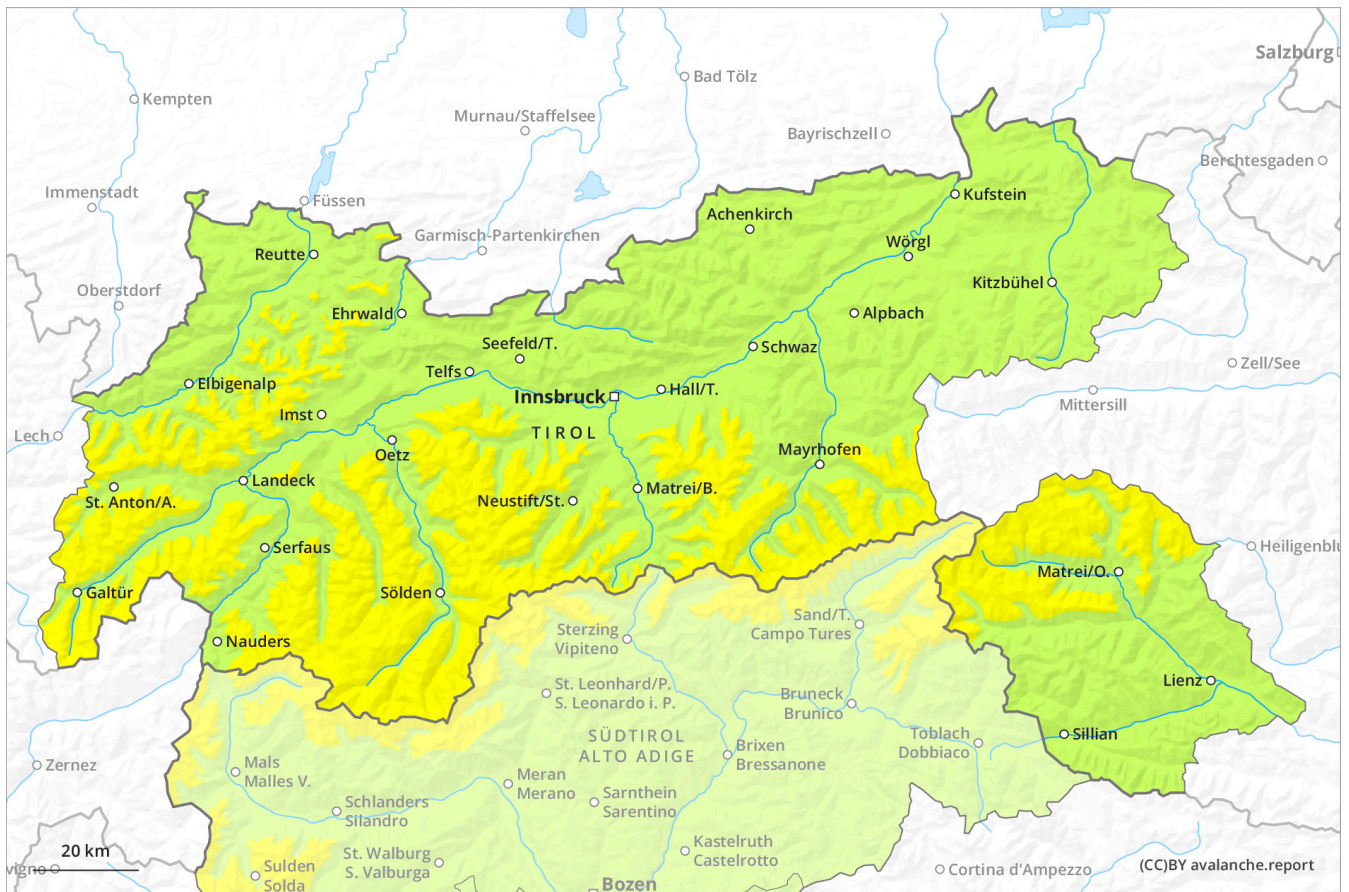 Salzburg
Bad Tölz
Kempten
Murnau/Staffelsee
Bayrischzell
Berchtesgaden
Immenstadt
Füssen
Kufstein
Achenkirch
Garmisch-Partenkirchen
Wörgl
Reutte
Kitzbühel
Oberstdorf
Ehrwald
Alpbach
Seefeld/T.
Schwaz
Zell/See
Telfs
Elbigenalp
Hall/T.
Innsbruck
Mittersill
Imst
TIROL
Lech
Oetz
Mayrhofen
Landeck
Matrei/B.
St. Anton/A.
Neustift/St.
Serfaus
Heiligenblu
Matrei/O.
Galtür
Sölden
Sand/T.
Campo Tures
Sterzing
Vipiteno
Nauders
Lienz
St. Leonhard/P.
S. Leonardo i. P.
Bruneck
Brunico
SÜDTIROL
ALTO ADIGE
Sillian
Toblach
Dobbiaco
Brixen
Bressanone
Zernez
Mals
Malles V.
Meran
Merano
Sarnthein
Sarentino
Schlanders
Silandro
Kastelruth
Castelrotto
20 km
St. Walburg
S. Valburga
vigno
Sulden
Solda
Cortina d'Ampezzo
(CC)BY avalanche.report
Bozen